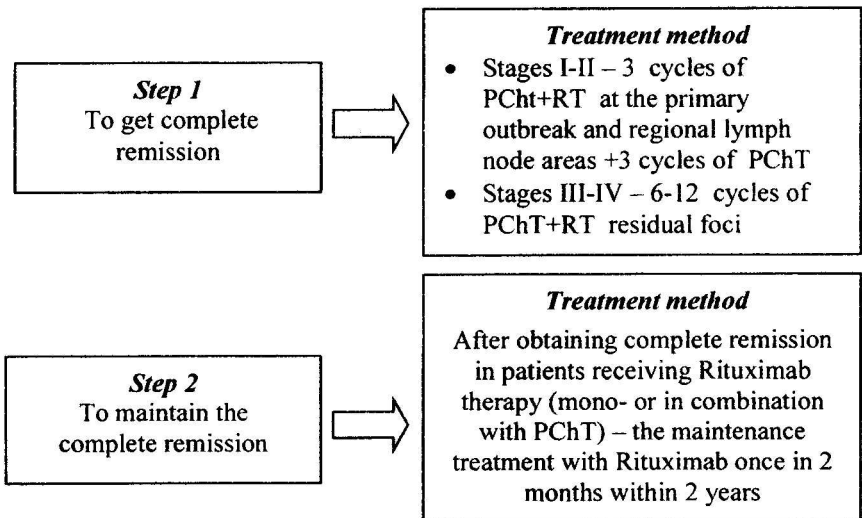 Step 1
To get complete
remission
Treatment method
• Stages I-II – 3 cycles of
PCht+RT at the primary
outbreak and regional lymph
node areas +3 cycles of PChT
• Stages III-IV – 6-12 cycles of
PChT+RT residual foci
Step 2
To maintain the
complete remission
Treatment method
After obtaining complete remission
in patients receiving Rituximab
therapy (mono- or in combination
with PChT) – the maintenance
treatment with Rituximab once in 2
months within 2 years